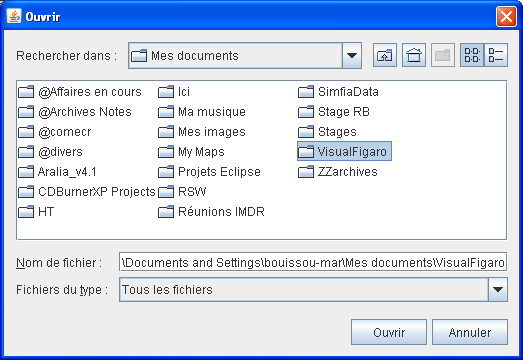 Ouvrir
Rechercher dans : Mes documents
@Affaires en cours Ici SimfiaData
@Archives Notes Ma musique Stage RB
@comecr Mes images Stages
@divers My Maps VisualFigaro
Aralia_v4.1 Projets Eclipse ZZarchives
CDBurnerXP Projects RSW
HT Réunions IMDR
Nom de fichier : \Documents and Settings\bouissou-mar\Mes documents\VisualFigaro
Fichiers du type : Tous les fichiers
Ouvrir Annuler